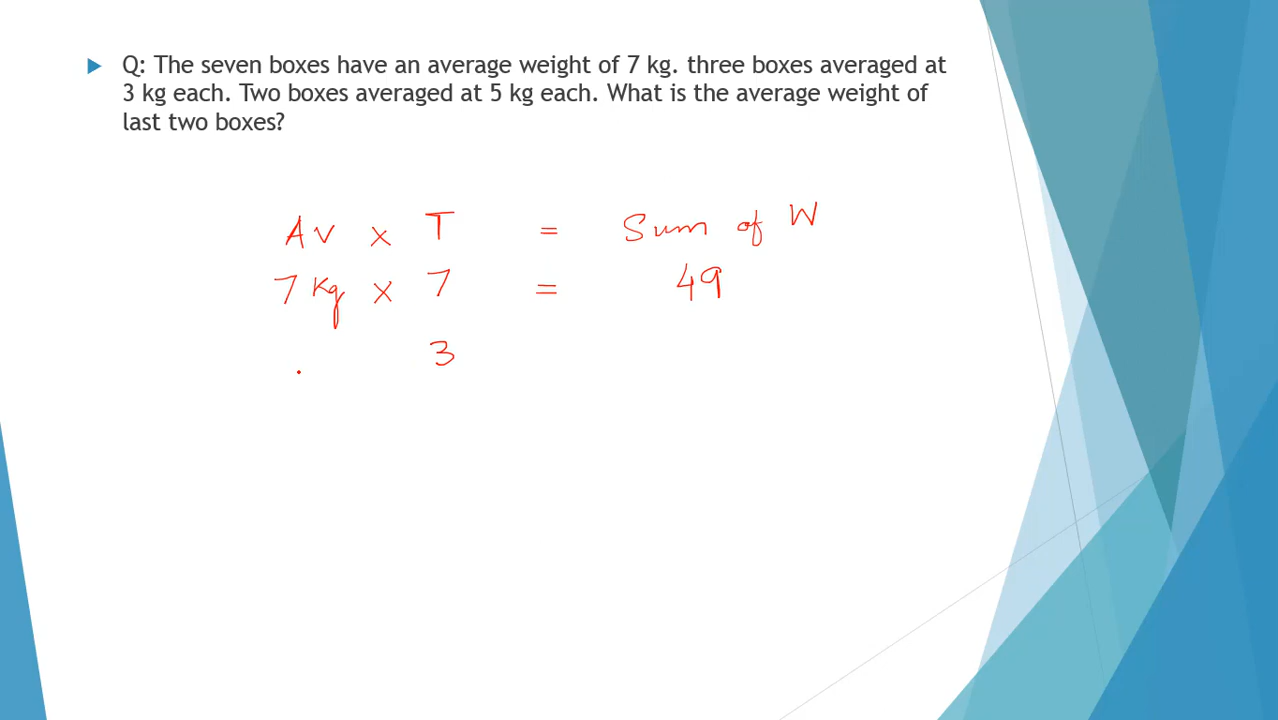 Q: The seven boxes have an average weight of 7 kg. three boxes averaged at
3 kg each. Two boxes averaged at 5 kg each. What is the average weight of
last two boxes?
Av × T = Sum of W
7 Kg × 7 = 49
3